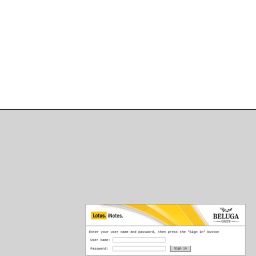 Lotus. iNotes.
BELUGA
Enter your user name and password, then press the "Sign in" button
User name:
Password:
Sign in